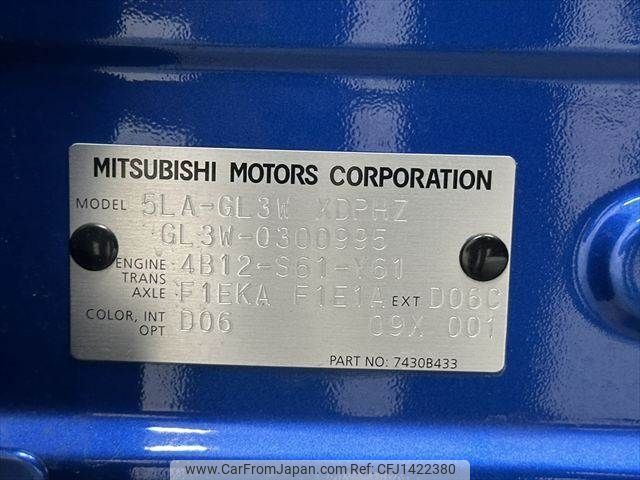 MITSUBISHI MOTORS CORPORATION
MODEL 5LA-GL3W XDPHZ
GL3W-0300995
ENGINE 4B12-S61-Y61
TRANS AXLE F1EKA F1E1A EXT D06C
COLOR, INT OPT D06 09X 001
PART NO: 7430B433
www.CarFromJapan.com - CFJ1422380